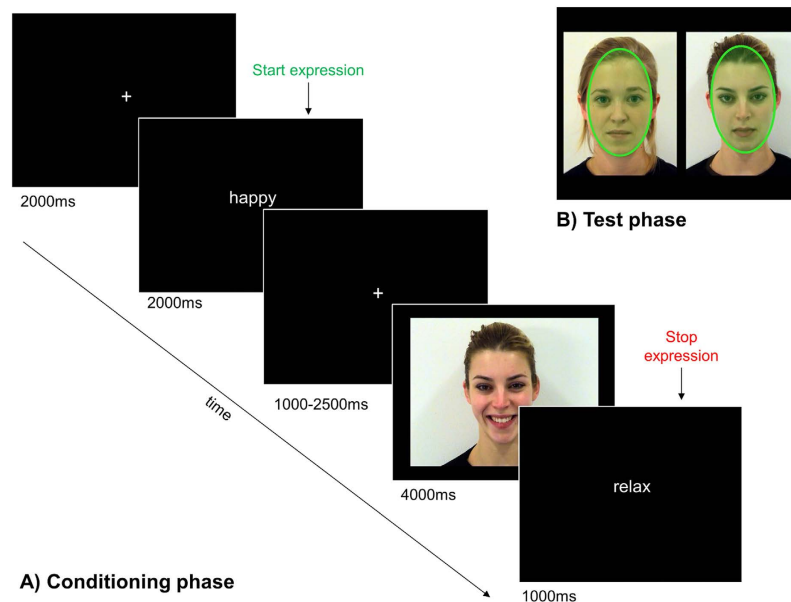 +
2000ms
Start expression
happy
2000ms
+
1000-2500ms
time
4000ms
Stop
expression
relax
1000ms
A) Conditioning phase
B) Test phase